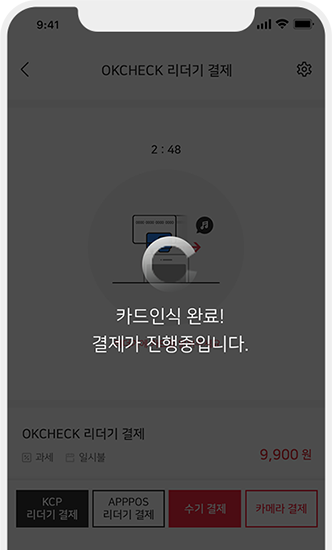 9:41
OKCHECK 리더기 결제
2 : 48
카드인식 완료!
결제가 진행중입니다.
OKCHECK 리더기 결제
과세 일시불
9,900 원
KCP
리더기 결제
APPPOS
리더기 결제
수기 결제
카메라 결제